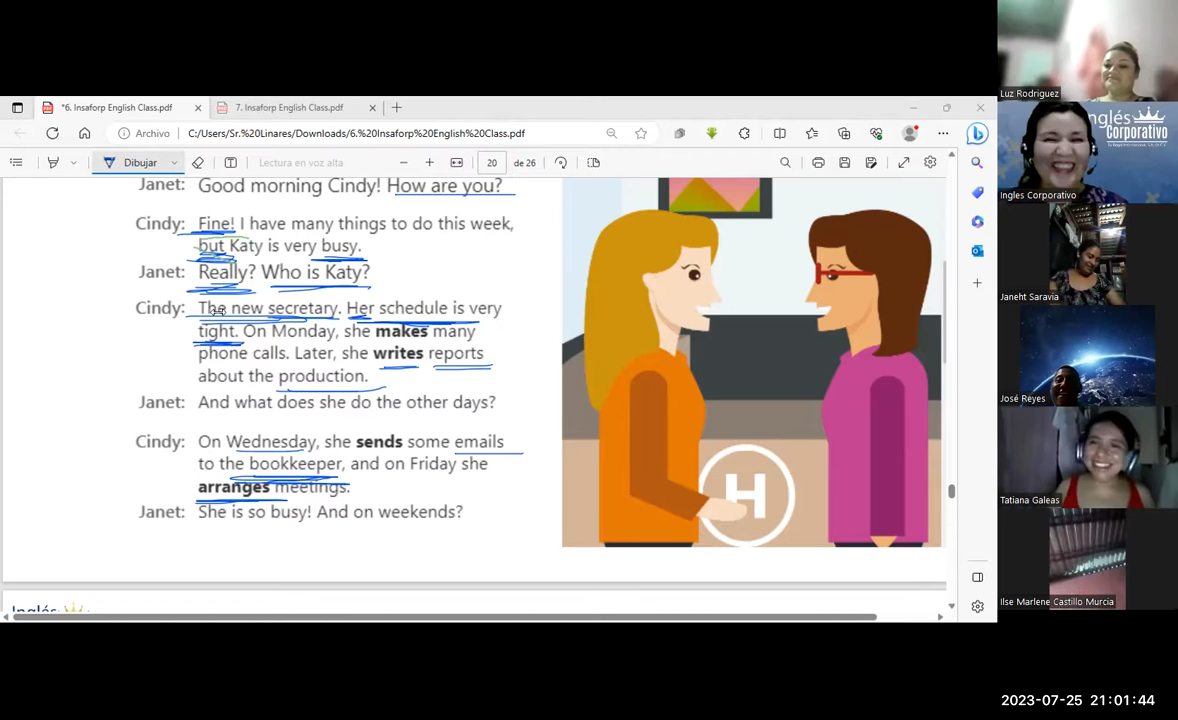 *6. Insaforp English Class.pdf
7. Insaforp English Class.pdf
Archivo
C:/Users/Sr.%20Linares/Downloads/6.%20Insaforp%20English%20Class.pdf
Dibujar
Lectura en voz alta
20 de 26
Janet: Good morning Cindy! How are you?
Cindy: Fine! I have many things to do this week,
but Katy is very busy.
Janet: Really? Who is Katy?
Cindy: The new secretary. Her schedule is very
tight. On Monday, she makes many
phone calls. Later, she writes reports
about the production.
Janet: And what does she do the other days?
Cindy: On Wednesday, she sends some emails
to the bookkeeper, and on Friday she
arranges meetings.
Janet: She is so busy! And on weekends?
H
Inglés
Luz Rodriguez
Inglés
Corporativo
Ingles Corporativo
Janeht Saravia
José Reyes
Tatiana Galeas
Ilse Marlene Castillo Murcia
2023-07-25 21:01:44